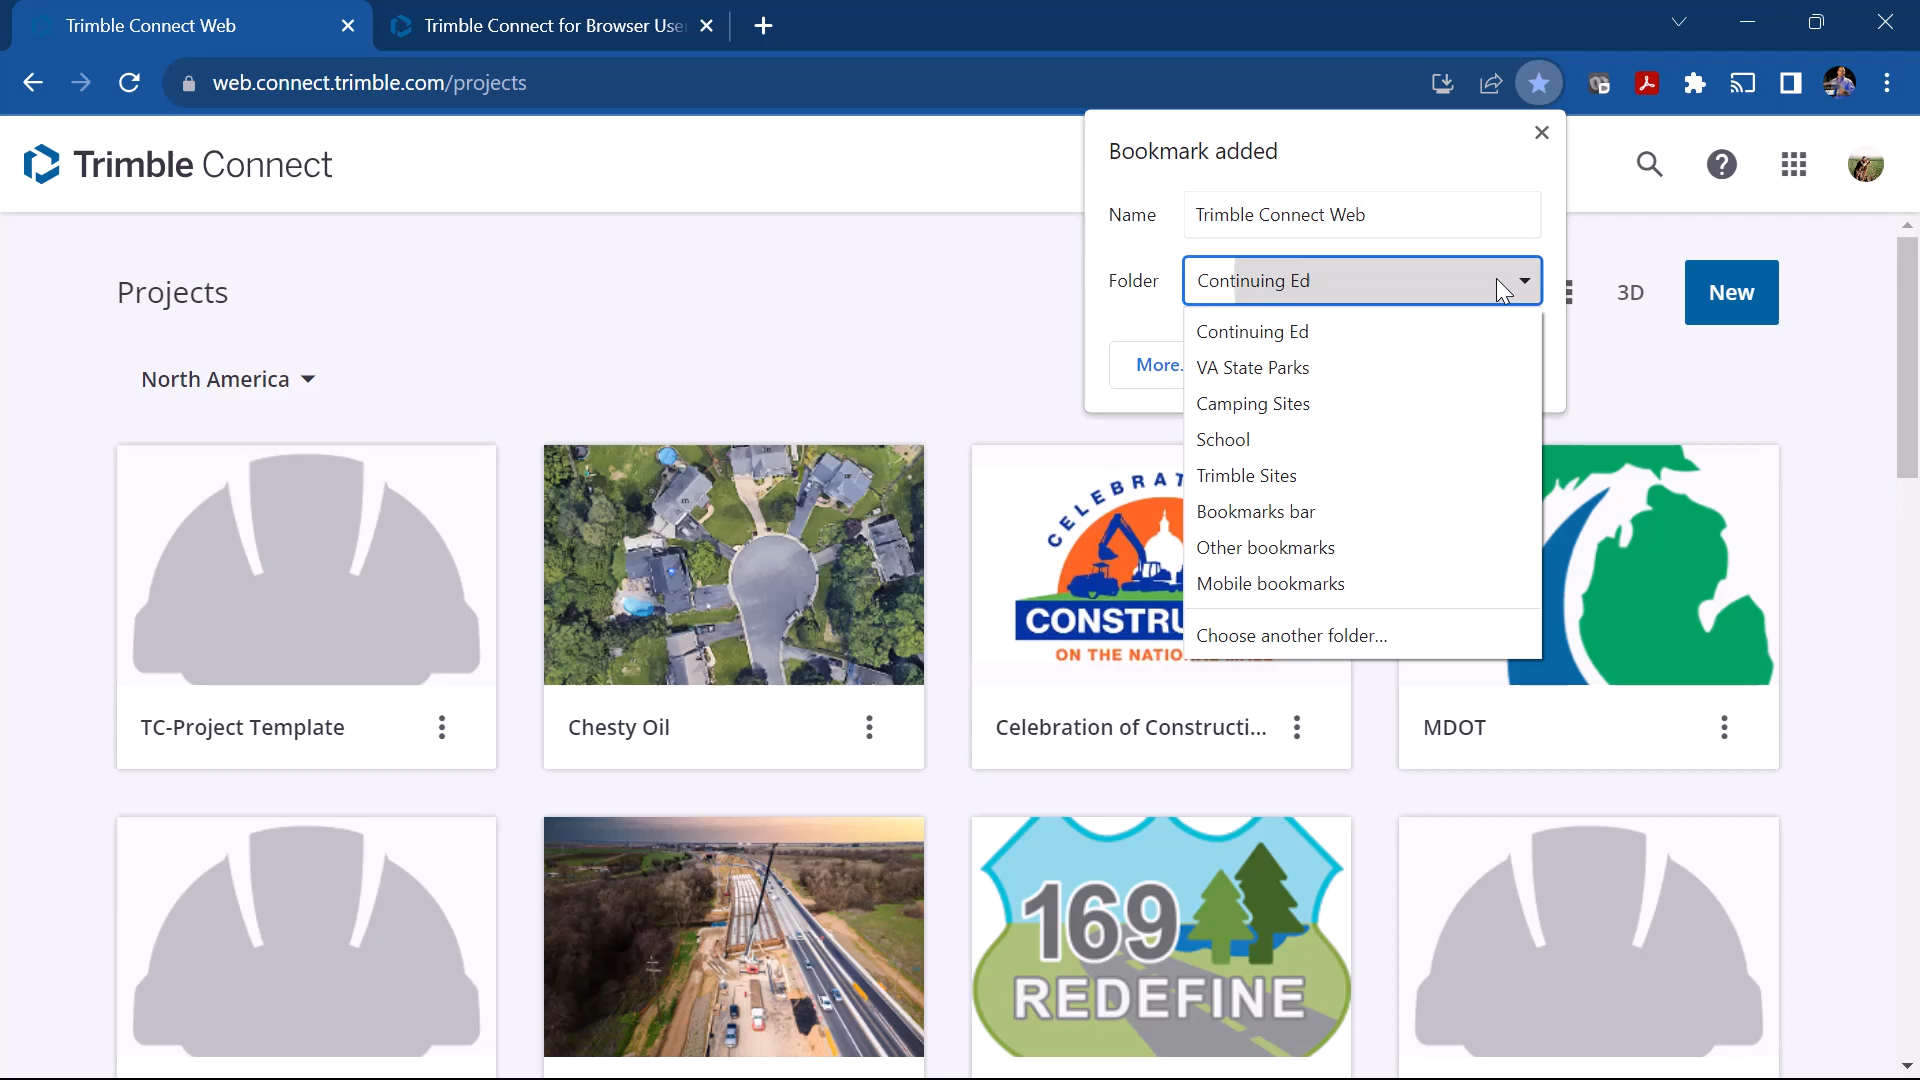 Trimble Connect Web
Trimble Connect for Browser Use
web.connect.trimble.com/projects
Trimble Connect
Bookmark added
Name
Trimble Connect Web
Folder
Continuing Ed
Continuing Ed
VA State Parks
Camping Sites
School
Trimble Sites
Bookmarks bar
Other bookmarks
Mobile bookmarks
Choose another folder...
More.
Projects
3D
New
North America
CELEBRAT
CONSTRU
ON THE NATIONAL MALL
TC-Project Template
Chesty Oil
Celebration of Constructi...
MDOT
169
REDEFINE